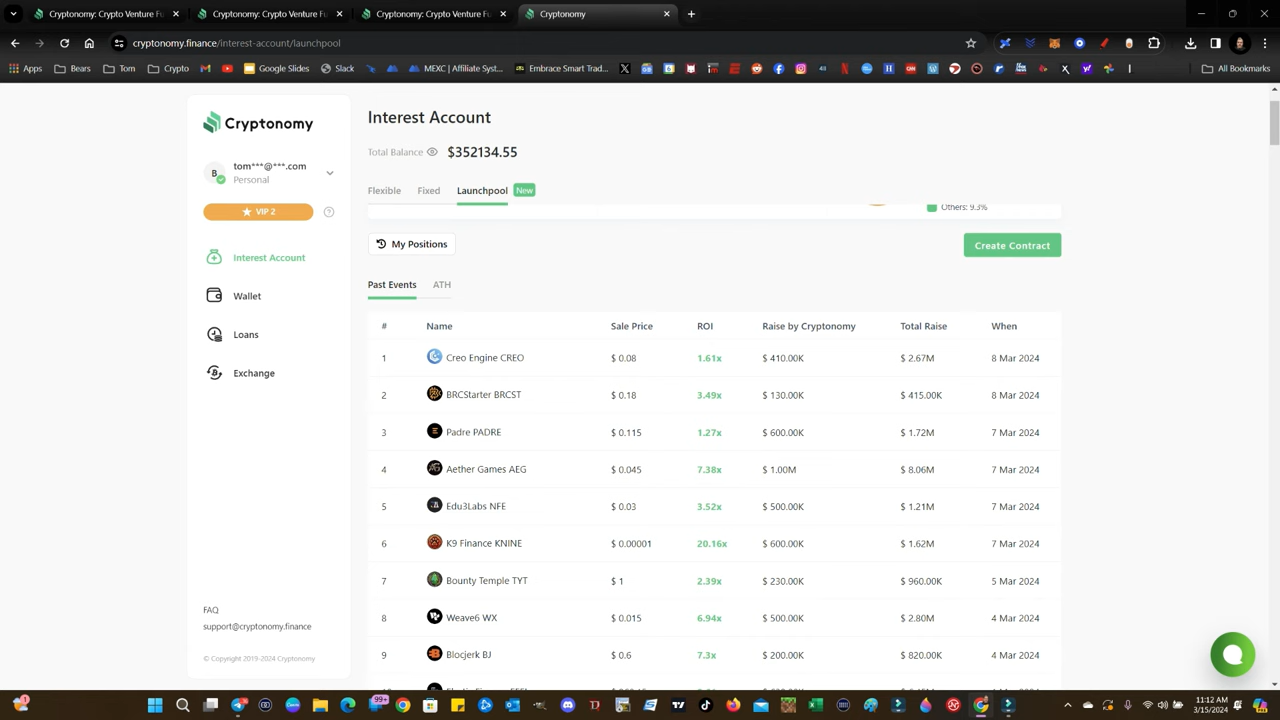 Cryptonomy: Crypto Venture Fu
Cryptonomy: Crypto Venture Fu
Cryptonomy: Crypto Venture Fu
Cryptonomy
cryptonomy.finance/interest-account/launchpool
Apps
Bears
Tom
Crypto
Google Slides
Slack
MEXC | Affiliate Syst...
Embrace Smart Trad...
All Bookmarks
Cryptonomy
tom***@***.com
Personal
B
VIP 2
Interest Account
Wallet
Loans
Exchange
FAQ
support@cryptonomy.finance
© Copyright 2019-2024 Cryptonomy
Interest Account
Total Balance $352134.55
Flexible Fixed Launchpool New
Others: 9.3%
My Positions
Create Contract
Past Events ATH
# Name Sale Price ROI Raise by Cryptonomy Total Raise When
1 Creo Engine CREO $ 0.08 1.61x $ 410.00K $ 2.67M 8 Mar 2024
2 BRCStarter BRCST $ 0.18 3.49x $ 130.00K $ 415.00K 8 Mar 2024
3 Padre PADRE $ 0.115 1.27x $ 600.00K $ 1.72M 7 Mar 2024
4 Aether Games AEG $ 0.045 7.38x $ 1.00M $ 8.06M 7 Mar 2024
5 Edu3Labs NFE $ 0.03 3.52x $ 500.00K $ 1.21M 7 Mar 2024
6 K9 Finance KNINE $ 0.00001 20.16x $ 600.00K $ 1.62M 7 Mar 2024
7 Bounty Temple TYT $ 1 2.39x $ 230.00K $ 960.00K 5 Mar 2024
8 Weave6 WX $ 0.015 6.94x $ 500.00K $ 2.80M 4 Mar 2024
9 Blocjerk BJ $ 0.6 7.3x $ 200.00K $ 820.00K 4 Mar 2024
99+
11:12 AM
3/15/2024